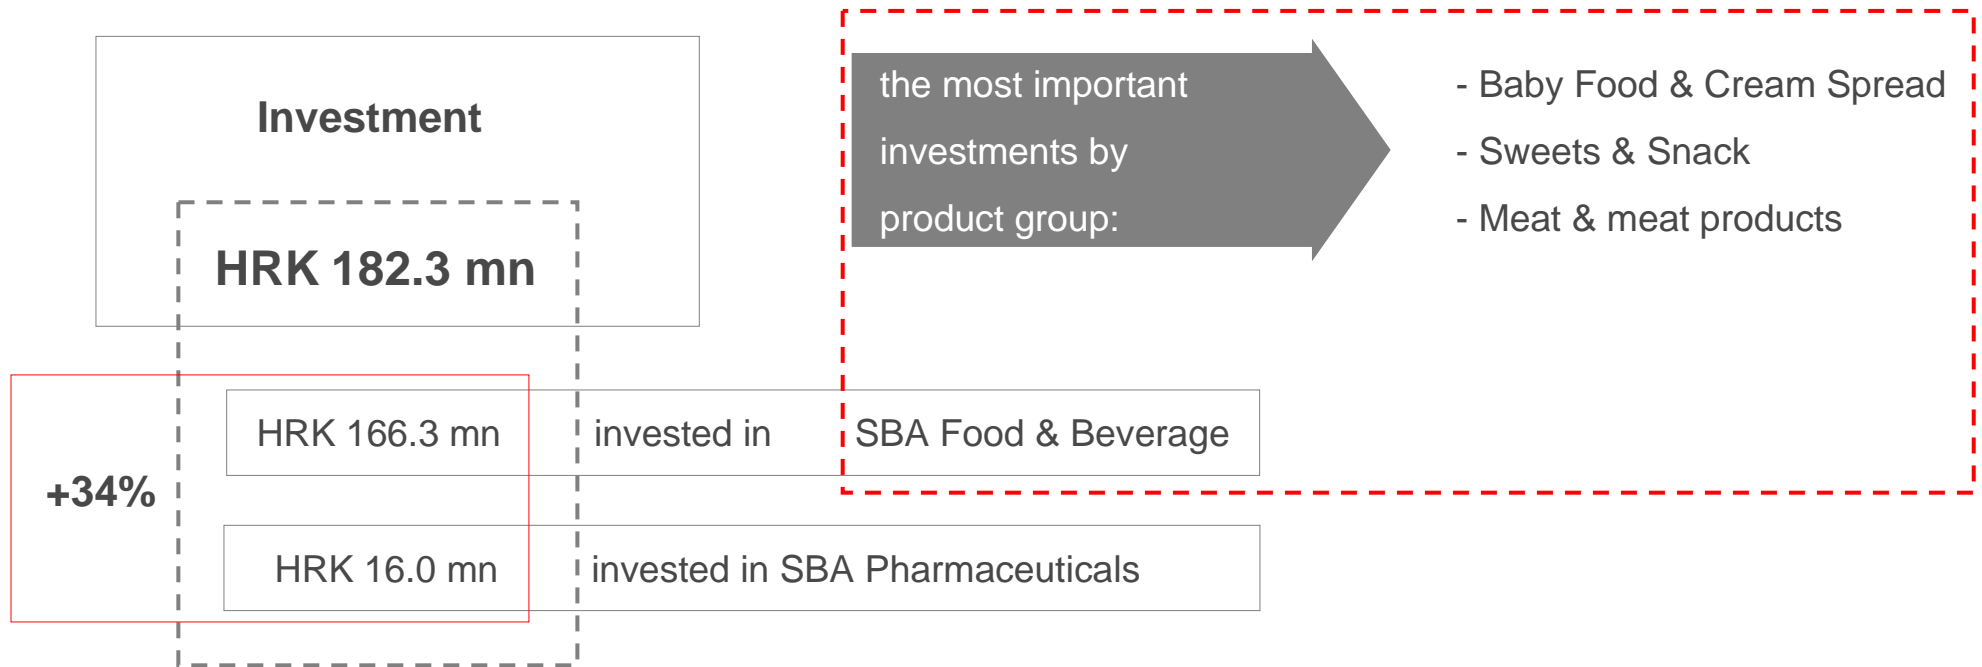 Investment
HRK 182.3 mn
the most important
investments by
product group:
- Baby Food & Cream Spread
- Sweets & Snack
- Meat & meat products
+34%
HRK 166.3 mn invested in SBA Food & Beverage
HRK 16.0 mn invested in SBA Pharmaceuticals